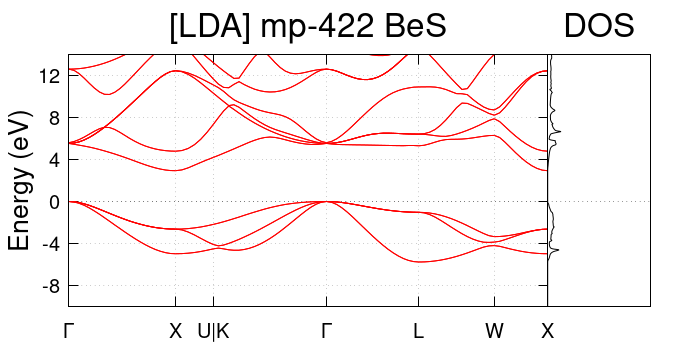 [LDA] mp-422 BeS DOS
Energy (eV)
12
8
4
0
-4
-8
Γ X U|K Γ L W X